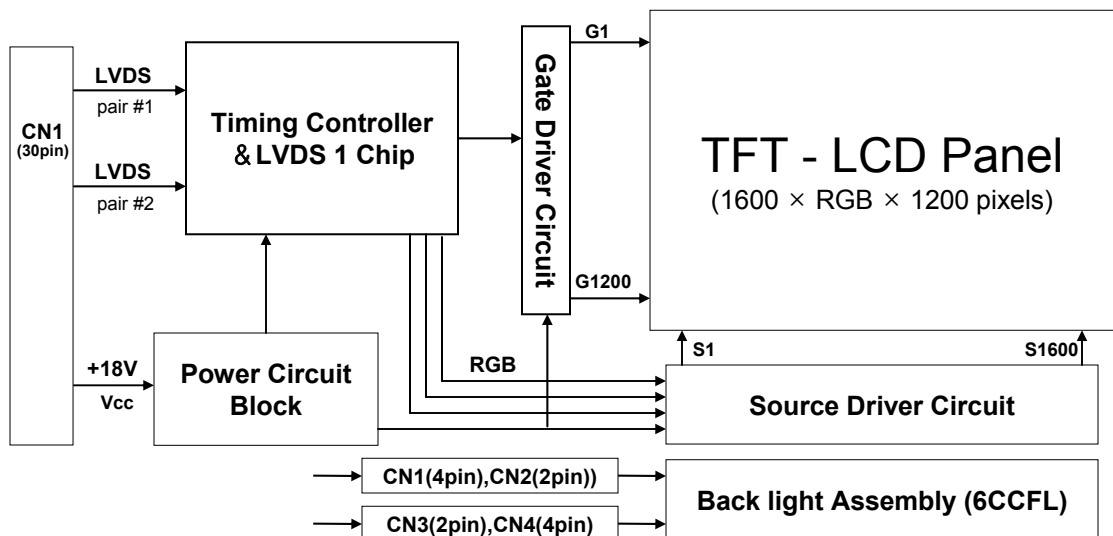 CN1
(30pin)
LVDS
pair #1
LVDS
pair #2
+18V
Vcc
Timing Controller
&LVDS 1 Chip
Power Circuit
Block
RGB
Gate Driver Circuit
G1
G1200
TFT - LCD Panel
(1600 × RGB × 1200 pixels)
S1
S1600
Source Driver Circuit
CN1(4pin),CN2(2pin))
CN3(2pin),CN4(4pin)
Back light Assembly (6CCFL)